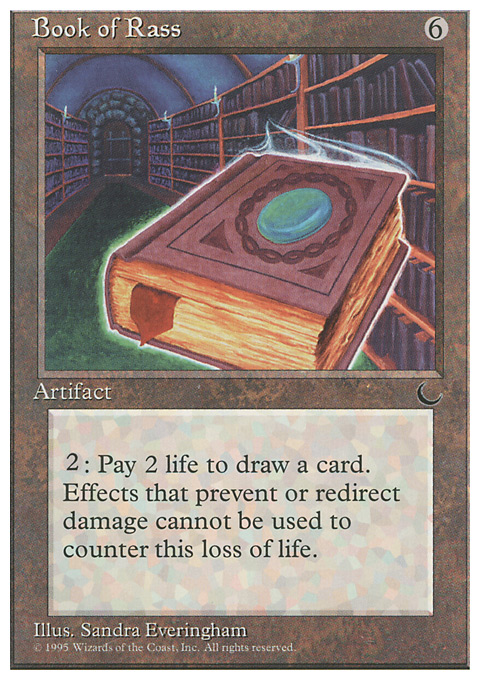 Book of Rass
6
Artifact
2: Pay 2 life to draw a card.
Effects that prevent or redirect
damage cannot be used to
counter this loss of life.
Illus. Sandra Everingham
© 1995 Wizards of the Coast, Inc. All rights reserved.